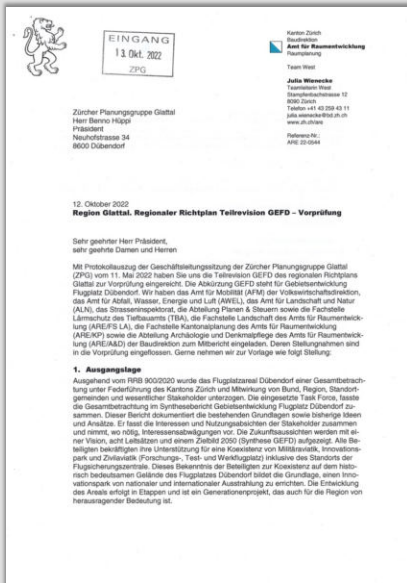 EINGANG
13. Okt. 2022
ZPG
Kanton Zürich
Baudirektion
Amt für Raumentwicklung
Raumplanung
Team West
Julia Wienecke
Teamleiterin West
Stampfenbachstrasse 12
8090 Zürich
Telefon +41 43 259 43 11
julia.wienecke@bd.zh.ch
www.zh.ch/are
Referenz-Nr.:
ARE 22-0544
Zürcher Planungsgruppe Glattal
Herr Benno Hüppi
Präsident
Neuhofstrasse 34
8600 Dübendorf
12. Oktober 2022
Region Glattal. Regionaler Richtplan Teilrevision GEFD – Vorprüfung
Sehr geehrter Herr Präsident,
sehr geehrte Damen und Herren
Mit Protokollauszug der Geschäftsleitungssitzung der Zürcher Planungsgruppe Glattal
(ZPG) vom 11. Mai 2022 haben Sie uns die Teilrevision GEFD des regionalen Richtplans
Glattal zur Vorprüfung eingereicht. Die Abkürzung GEFD steht für Gebietsentwicklung
Flugplatz Dübendorf. Wir haben das Amt für Mobilität (AFM) der Volkswirtschaftsdirektion,
das Amt für Abfall, Wasser, Energie und Luft (AWEL), das Amt für Landschaft und Natur
(ALN), das Strasseninspektorat, die Abteilung Planen & Steuern sowie die Fachstelle
Lärmschutz des Tiefbauamts (TBA), die Fachstelle Landschaft des Amts für Raumentwick-
lung (ARE/FS LA), die Fachstelle Kantonalplanung des Amts für Raumentwicklung
(ARE/KP) sowie die Abteilung Archäologie und Denkmalpflege des Amts für Raumentwick-
lung (ARE/A&D) der Baudirektion zum Mitbericht eingeladen. Deren Stellungnahmen sind
in die Vorprüfung eingeflossen. Gerne nehmen wir zur Vorlage wie folgt Stellung:
1. Ausgangslage
Ausgehend vom RRB 900/2020 wurde das Flugplatzareal Dübendorf einer Gesamtbetrach-
tung unter Federführung des Kantons Zürich und Mitwirkung von Bund, Region, Standort-
gemeinden und wesentlicher Stakeholder unterzogen. Die eingesetzte Task Force, fasste
die Gesamtbetrachtung im Synthesebericht Gebietsentwicklung Flugplatz Dübendorf zu-
sammen. Dieser Bericht dokumentiert die bestehenden Grundlagen sowie bisherige Ideen
und Ansätze. Er fasst die Interessen und Nutzungsabsichten der Stakeholder zusammen
und nimmt, wo nötig, Interessensabwägungen vor. Die Zukunftsaussichten werden mit ei-
ner Vision, acht Leitsätzen und einem Zielbild 2050 (Synthese GEFD) aufgezeigt. Alle Be-
teiligten bekräftigten ihre Unterstützung für eine Koexistenz von Militäraviatik, Innovations-
park und Zivilaviatik (Forschungs-, Test- und Werkflugplatz) inklusive des Standorts der
Flugsicherungszentrale. Dieses Bekenntnis der Beteiligten zur Koexistenz auf dem histo-
risch bedeutsamen Gelände des Flugplatzes Dübendorf bildet die Grundlage, einen Inno-
vationspark von nationaler und internationaler Ausstrahlung zu errichten. Die Entwicklung
des Areals erfolgt in Etappen und ist ein Generationenprojekt, das auch für die Region von
herausragender Bedeutung ist.